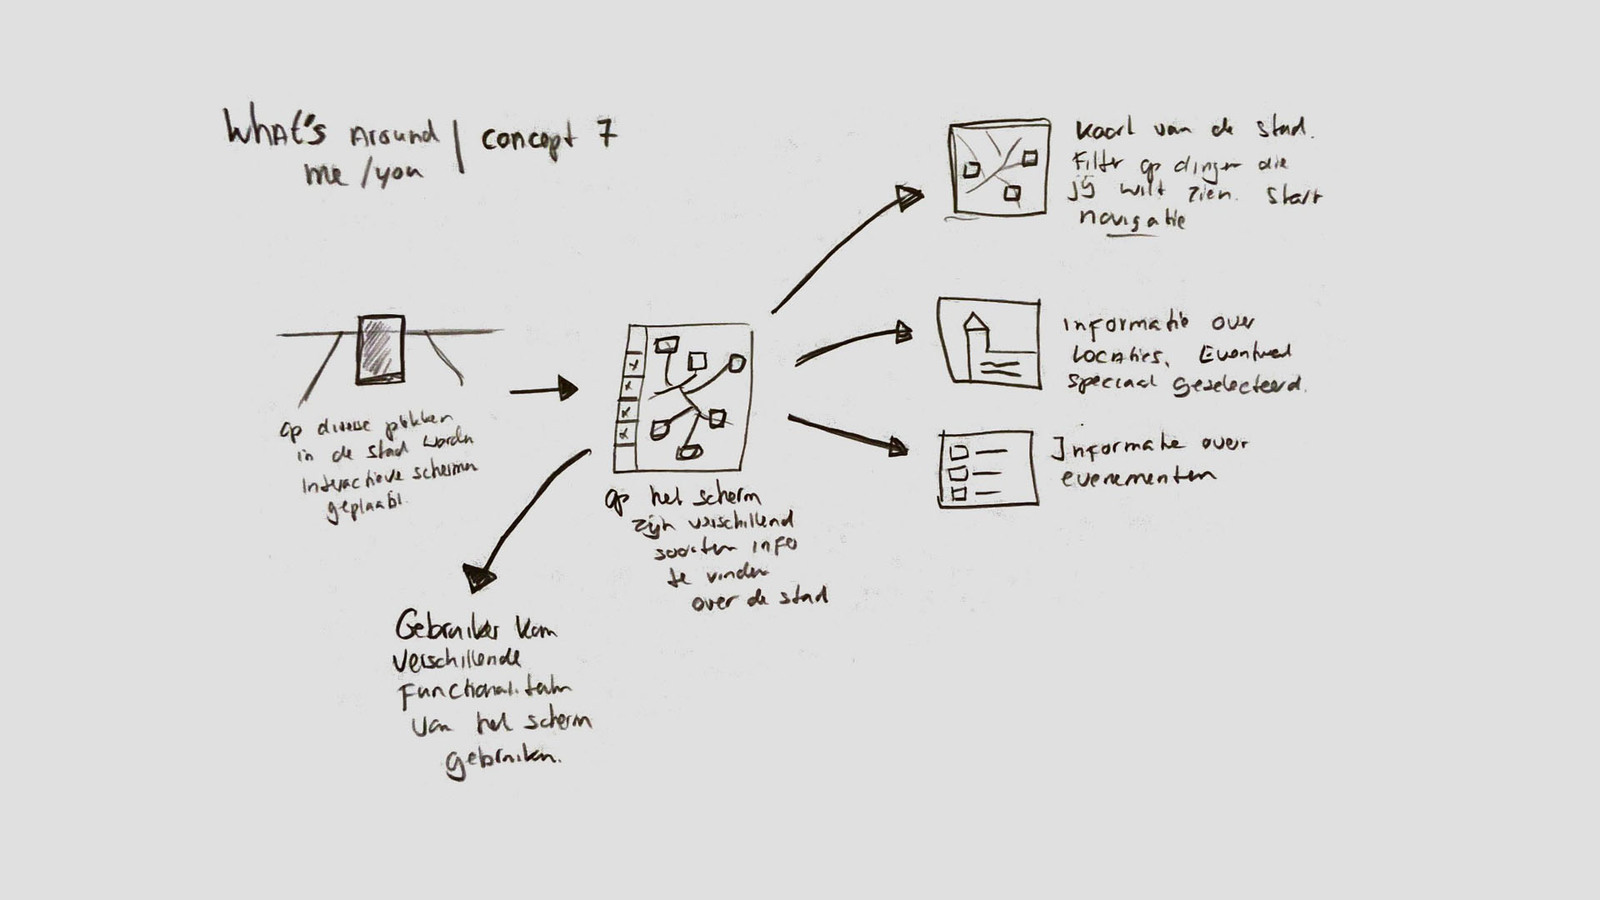 What's Around | concept 7
me/you
Op diverse plekken
in de stad worden
interactieve schermen
geplaatst.
Op het scherm
zijn verschillend
soorten info
te vinden
over de stad
Gebruiker kan
verschillende
functionaliteiten
van het scherm
gebruiken.
Kaart van de stad.
Filter op dingen die
jij wilt zien. Start
navigatie
Informatie over
locaties. Eventueel
speciaal geselecteerd.
Informatie over
evenementen